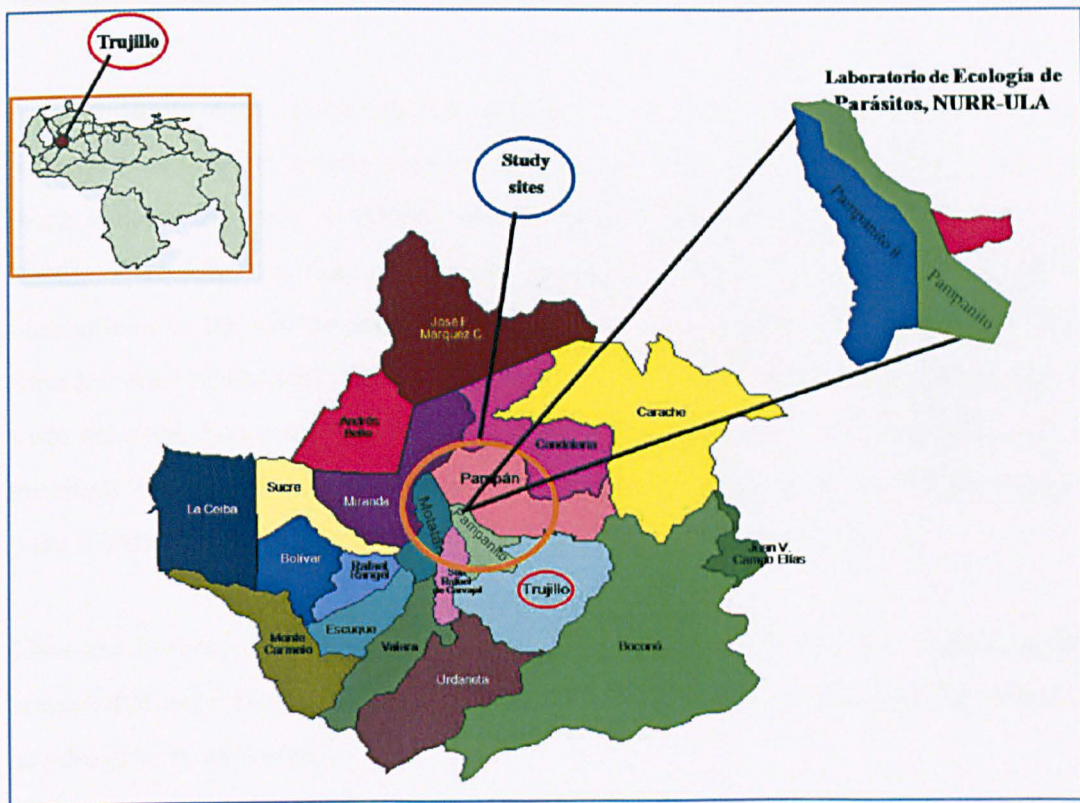 Trujillo
Laboratorio de Ecología de
Parásitos, NURR-ULA
Study
sites
Pampanito II
Pampanito
José F.
Márquez C.
Andrés
Bello
Carache
Candelaria
Pampán
La Ceiba
Sucre
Miranda
Motatán
Pampanito
Bolívar
Rafael
Rangel
San
Rafael
de Carvajal
Trujillo
Juan V.
Campo Elías
Escuque
Monte
Carmelo
Valera
Boconó
Urdaneta